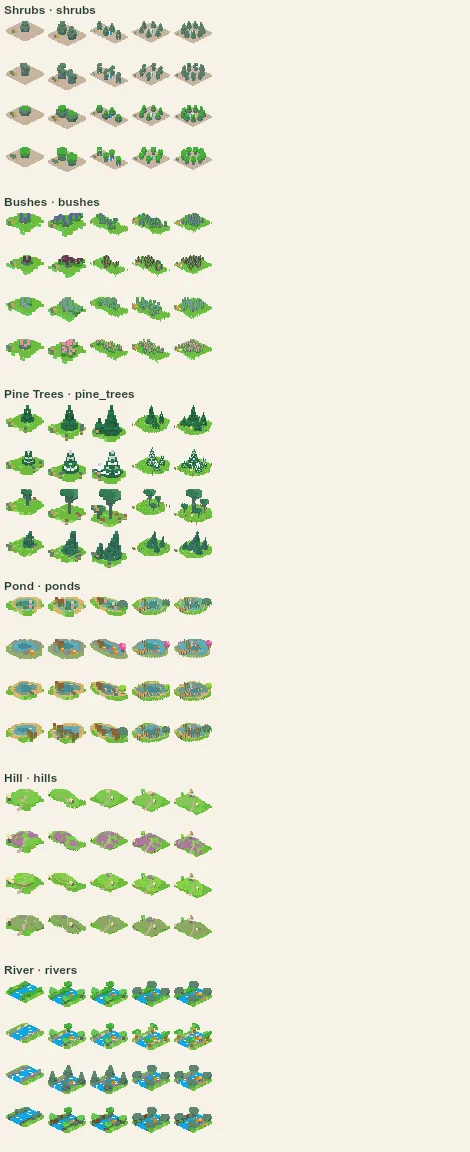 Shrubs · shrubs
Bushes · bushes
Pine Trees · pine_trees
Pond · ponds
Hill · hills
River · rivers